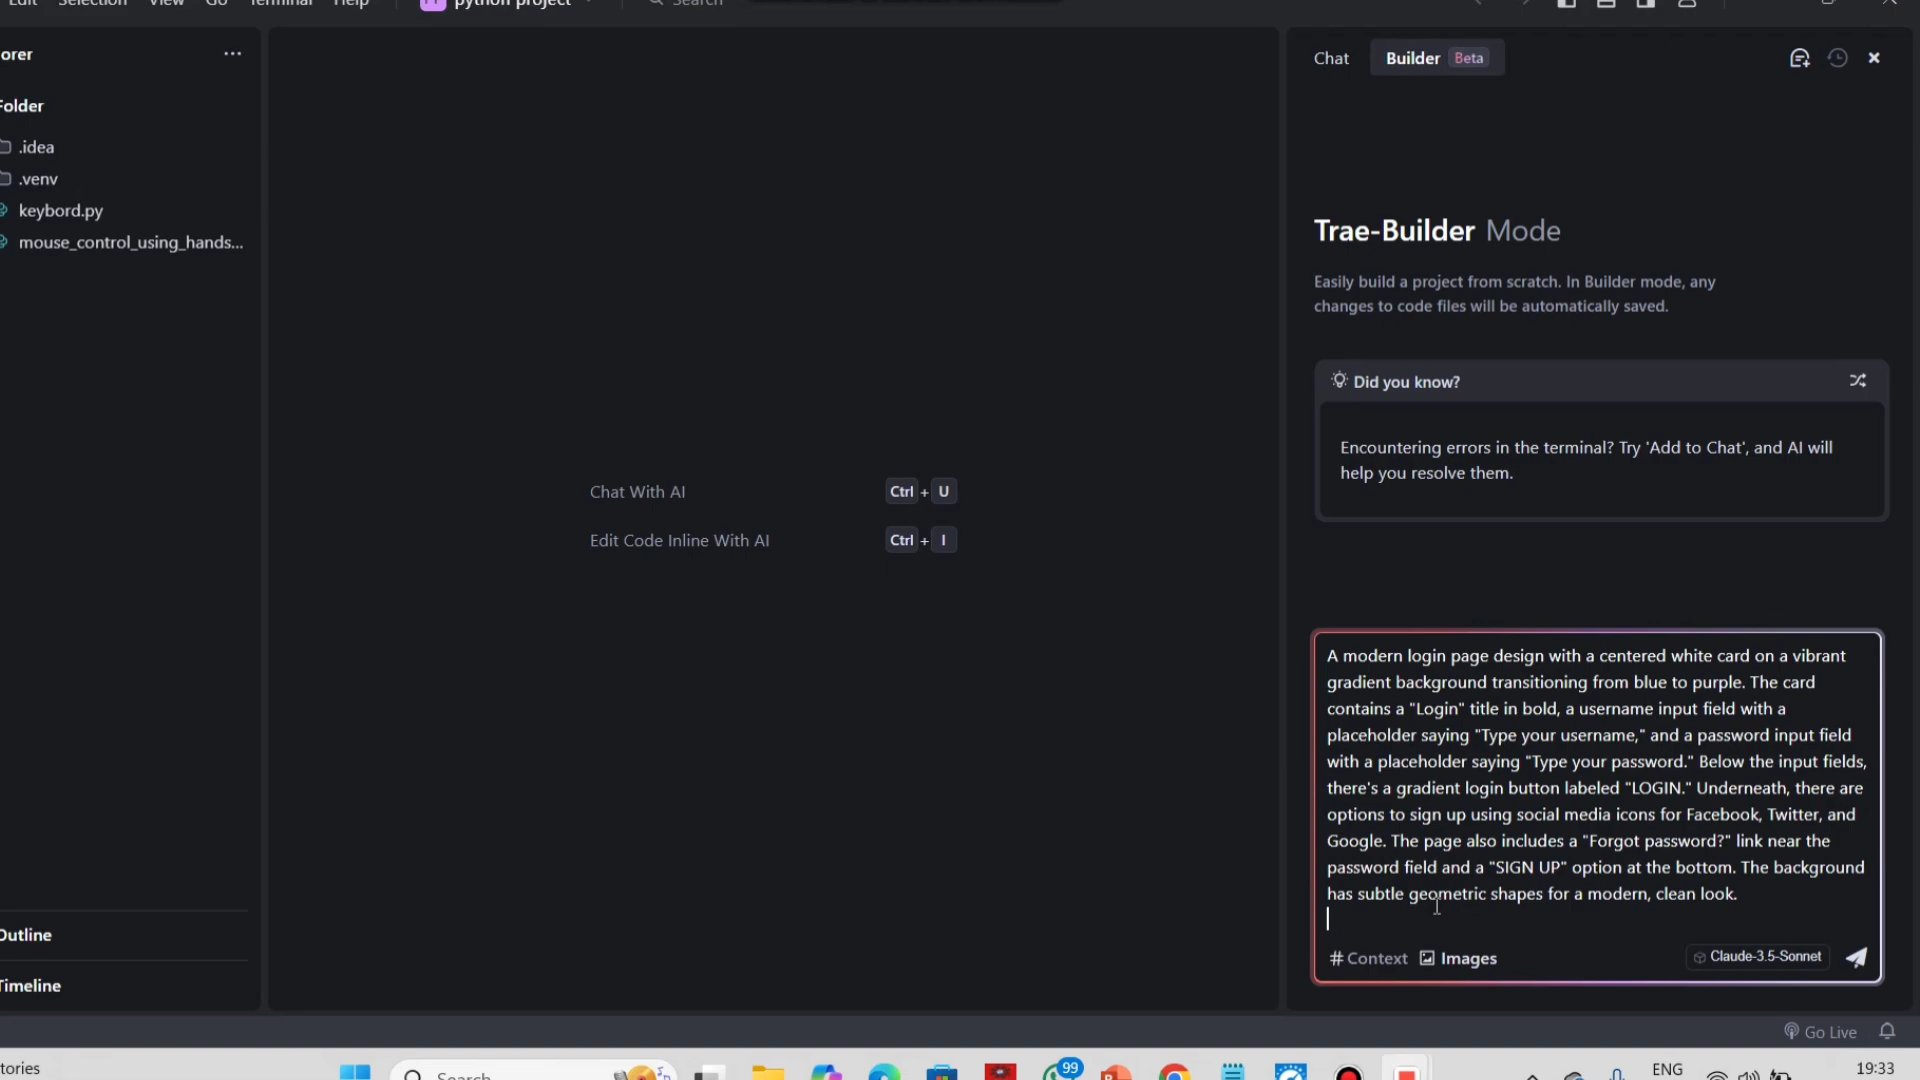 Edit Selection View Go Terminal Help python project Search
orer
Folder
.idea
.venv
keybord.py
mouse_control_using_hands...
Outline
Timeline
Chat With AI Ctrl + U
Edit Code Inline With AI Ctrl + I
Chat Builder Beta
Trae-Builder Mode
Easily build a project from scratch. In Builder mode, any
changes to code files will be automatically saved.
Did you know?
Encountering errors in the terminal? Try 'Add to Chat', and AI will
help you resolve them.
A modern login page design with a centered white card on a vibrant
gradient background transitioning from blue to purple. The card
contains a "Login" title in bold, a username input field with a
placeholder saying "Type your username," and a password input field
with a placeholder saying "Type your password." Below the input fields,
there's a gradient login button labeled "LOGIN." Underneath, there are
options to sign up using social media icons for Facebook, Twitter, and
Google. The page also includes a "Forgot password?" link near the
password field and a "SIGN UP" option at the bottom. The background
has subtle geometric shapes for a modern, clean look.
# Context Images Claude-3.5-Sonnet
Go Live
tories Search 99 ENG 19:33